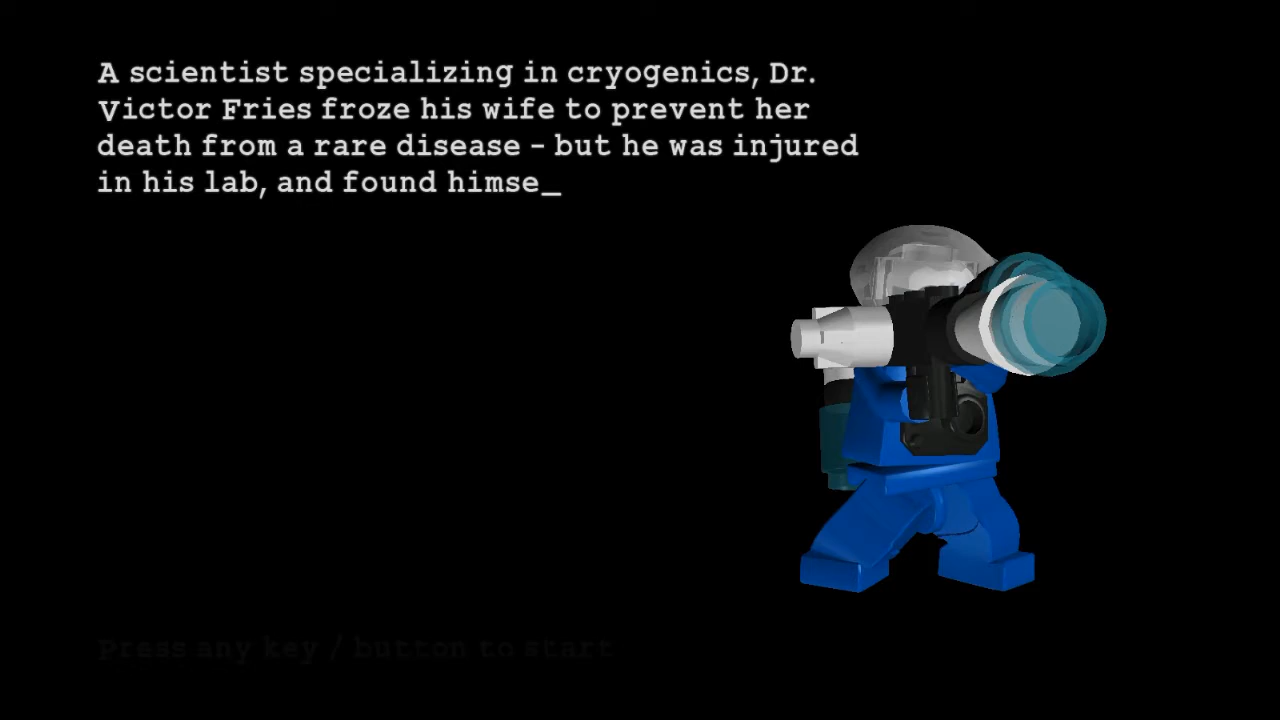 A scientist specializing in cryogenics, Dr.
Victor Fries froze his wife to prevent her
death from a rare disease - but he was injured
in his lab, and found himse_
Press any key / button to start